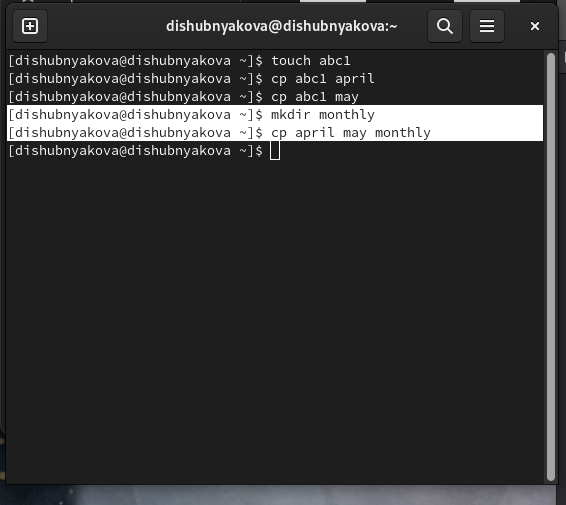 dishubnyakova@dishubnyakova:~
[dishubnyakova@dishubnyakova ~]$ touch abc1
[dishubnyakova@dishubnyakova ~]$ cp abc1 april
[dishubnyakova@dishubnyakova ~]$ cp abc1 may
[dishubnyakova@dishubnyakova ~]$ mkdir monthly
[dishubnyakova@dishubnyakova ~]$ cp april may monthly
[dishubnyakova@dishubnyakova ~]$